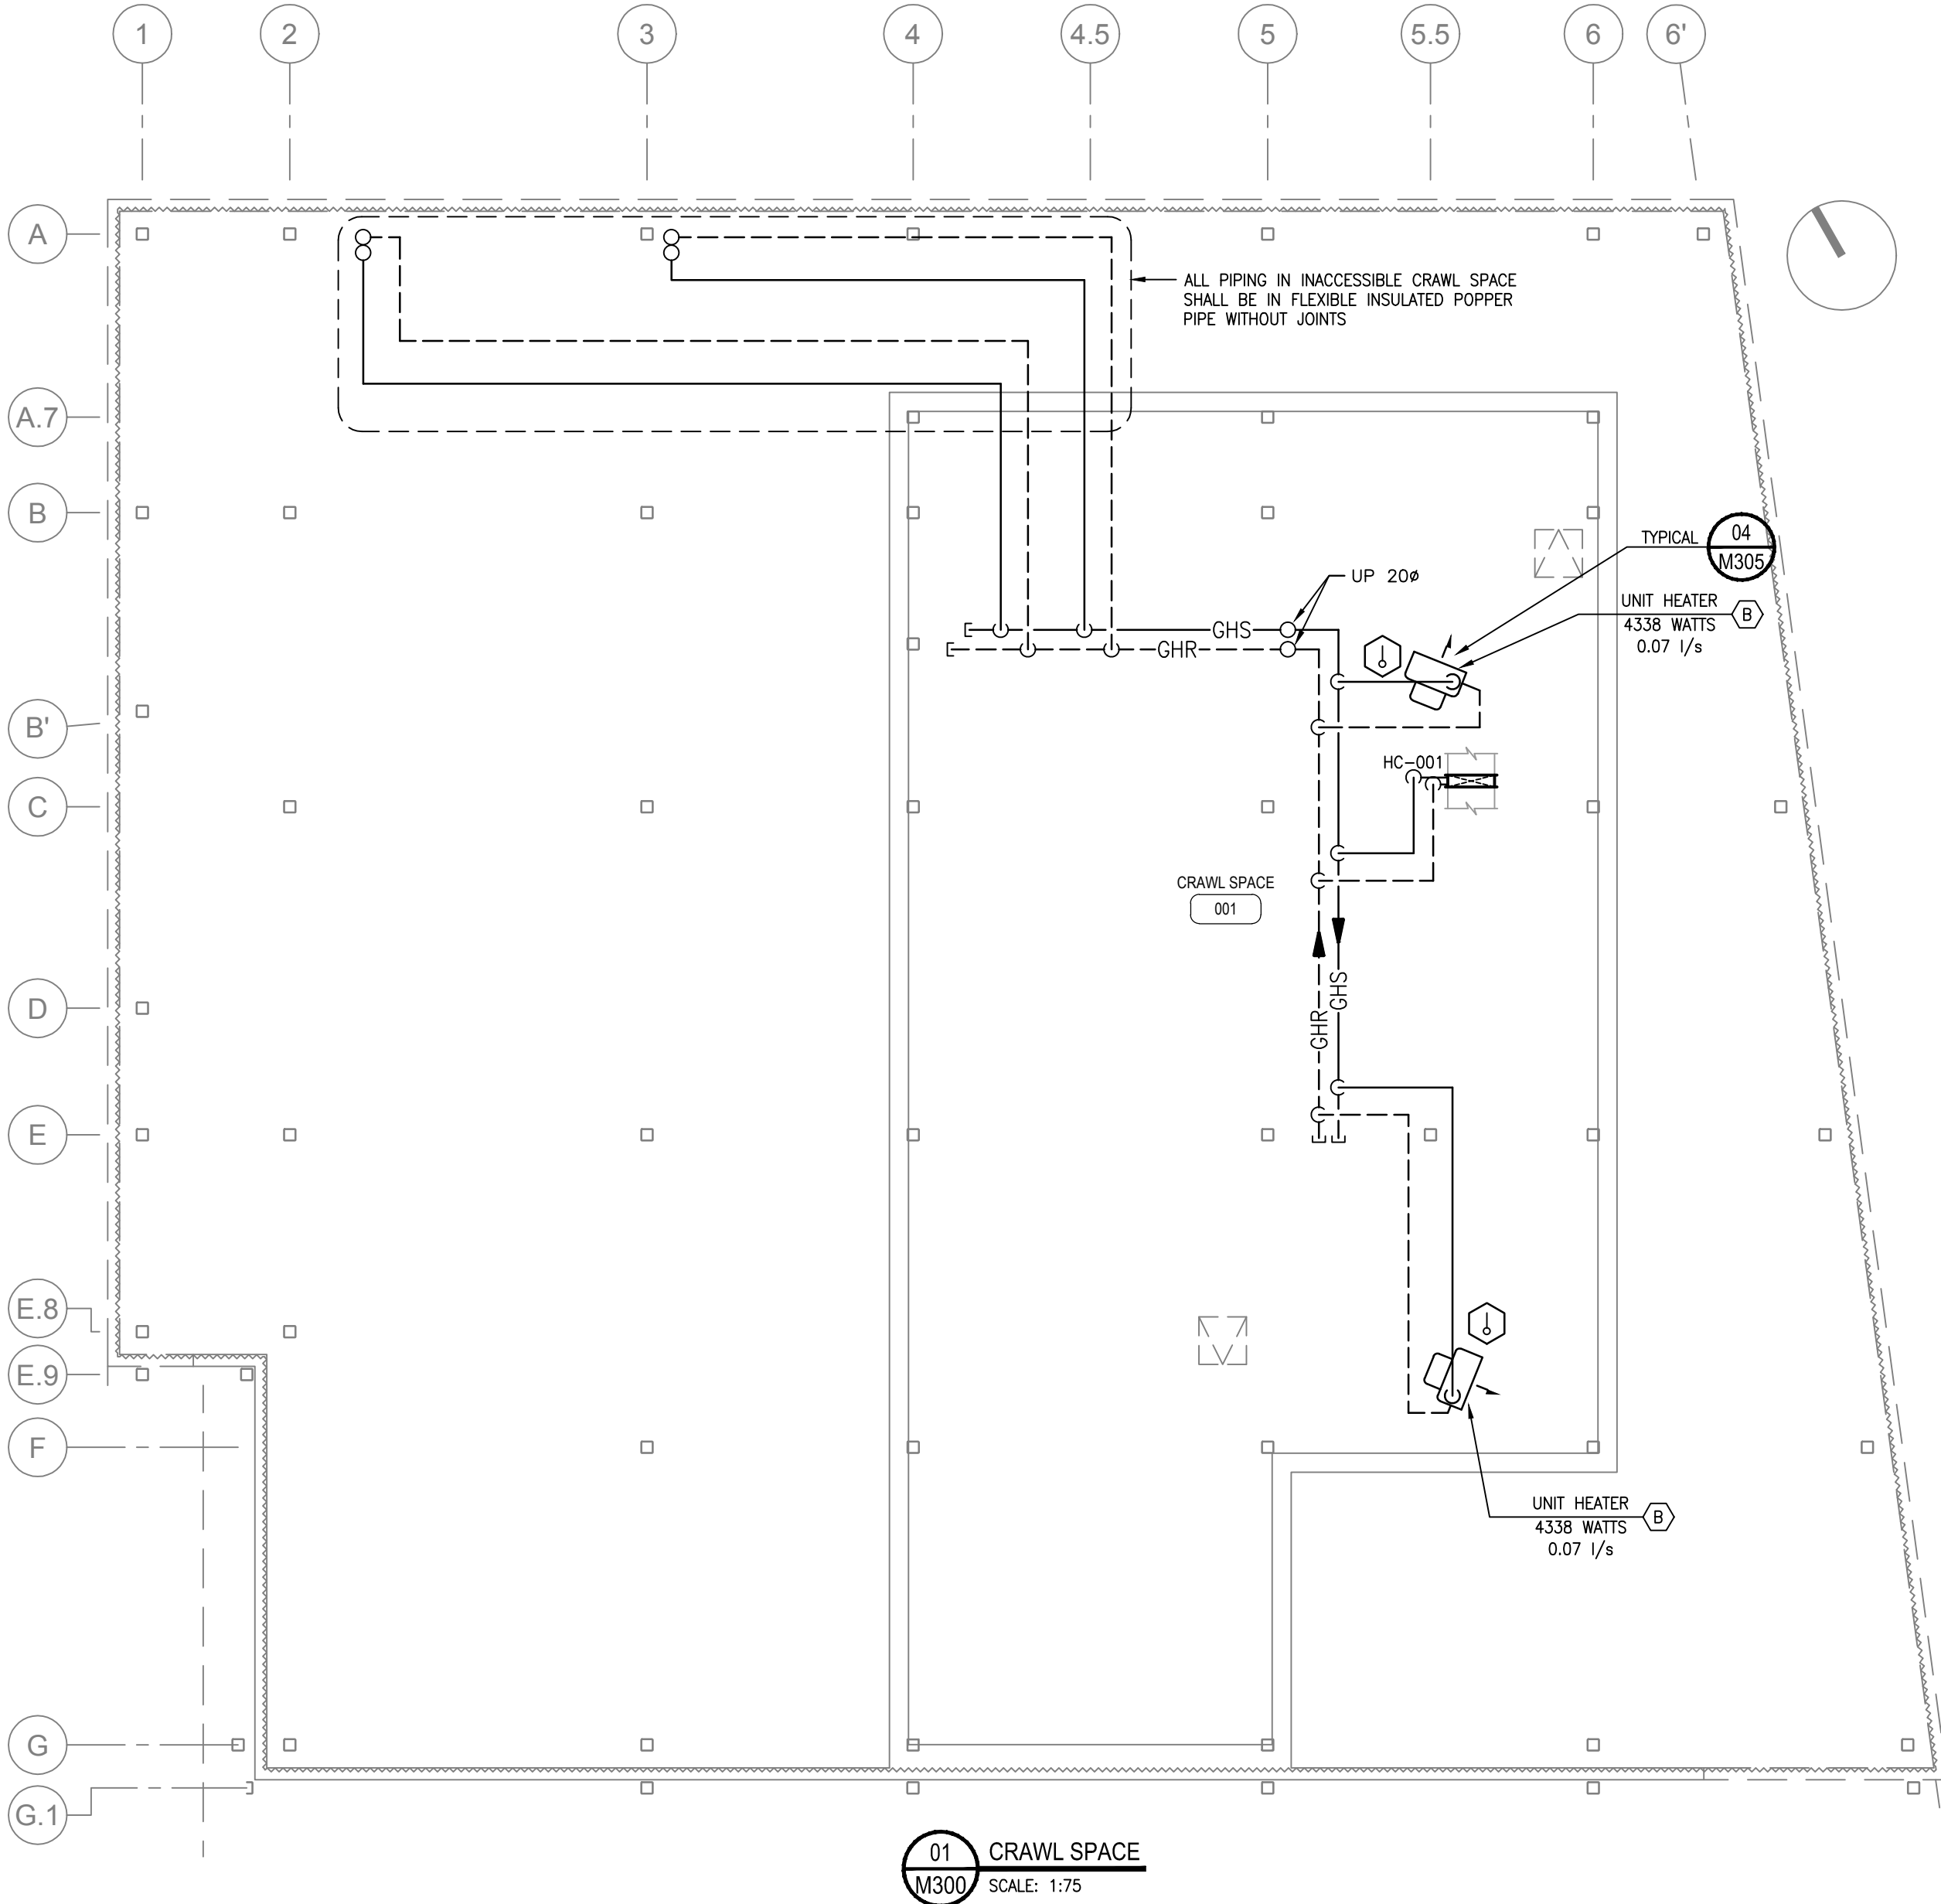 1 2 3 4 4.5 5 5.5 6 6'
A
ALL PIPING IN INACCESSIBLE CRAWL SPACE
SHALL BE IN FLEXIBLE INSULATED POPPER
PIPE WITHOUT JOINTS
A.7
B
TYPICAL
04
M305
UP 20ø
UNIT HEATER
B
4338 WATTS
0.07 l/s
GHS
GHR
B'
HC-001
C
CRAWL SPACE
001
D
GHS
GHR
E
E.8
E.9
F
UNIT HEATER
B
4338 WATTS
0.07 l/s
G
G.1
01
M300
CRAWL SPACE
SCALE: 1:75